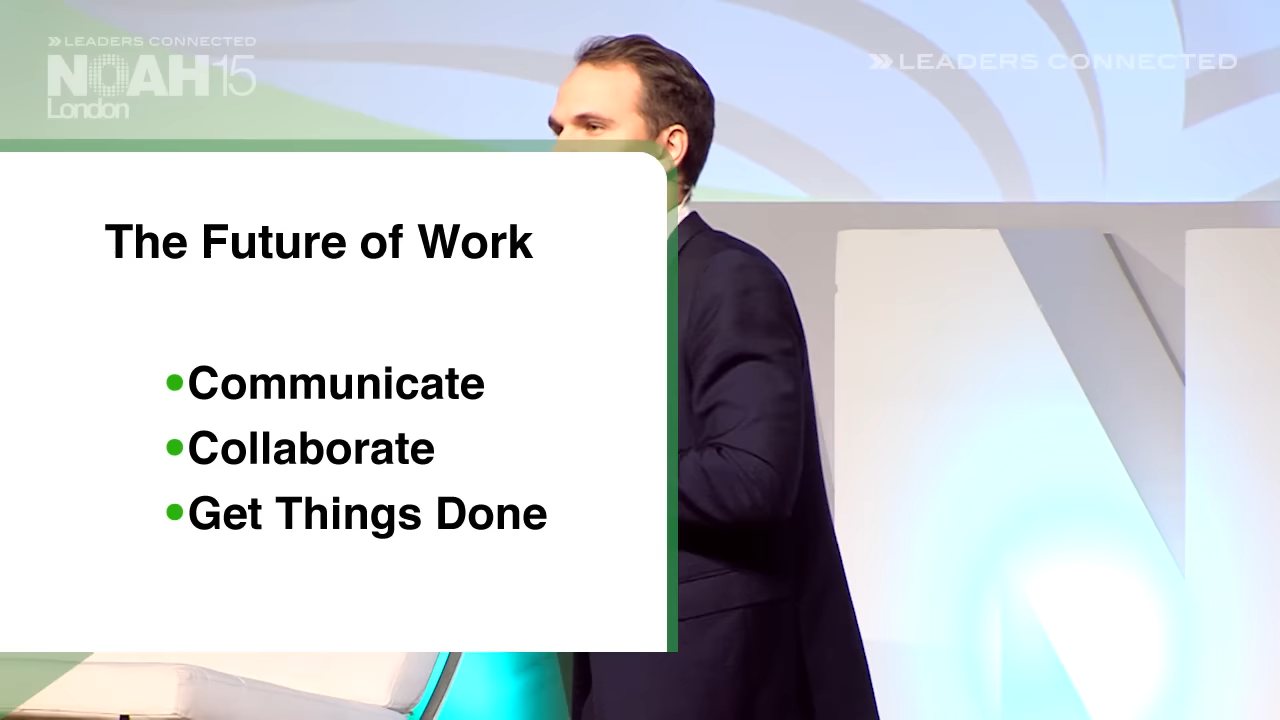 LEADERS CONNECTED
NOAH15
London
LEADERS CONNECTED
The Future of Work
•Communicate
•Collaborate
•Get Things Done